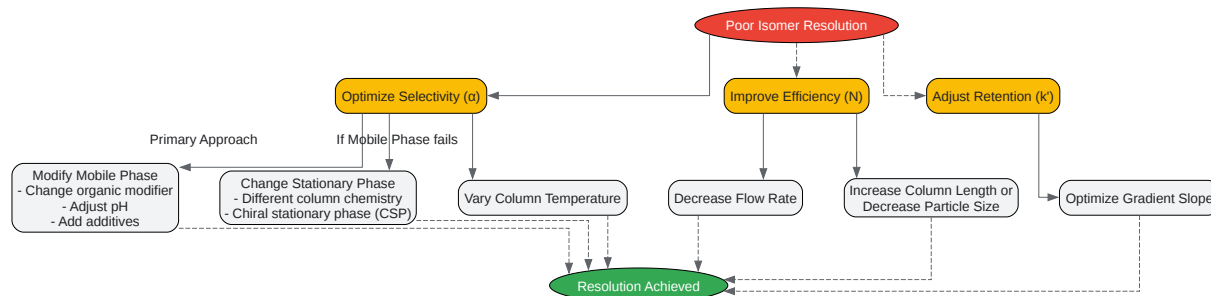 Poor Isomer Resolution
Optimize Selectivity (α)
Improve Efficiency (N)
Adjust Retention (k')
Primary Approach
If Mobile Phase fails
Modify Mobile Phase
- Change organic modifier
- Adjust pH
- Add additives
Change Stationary Phase
- Different column chemistry
- Chiral stationary phase (CSP)
Vary Column Temperature
Decrease Flow Rate
Increase Column Length or
Decrease Particle Size
Optimize Gradient Slope
Resolution Achieved